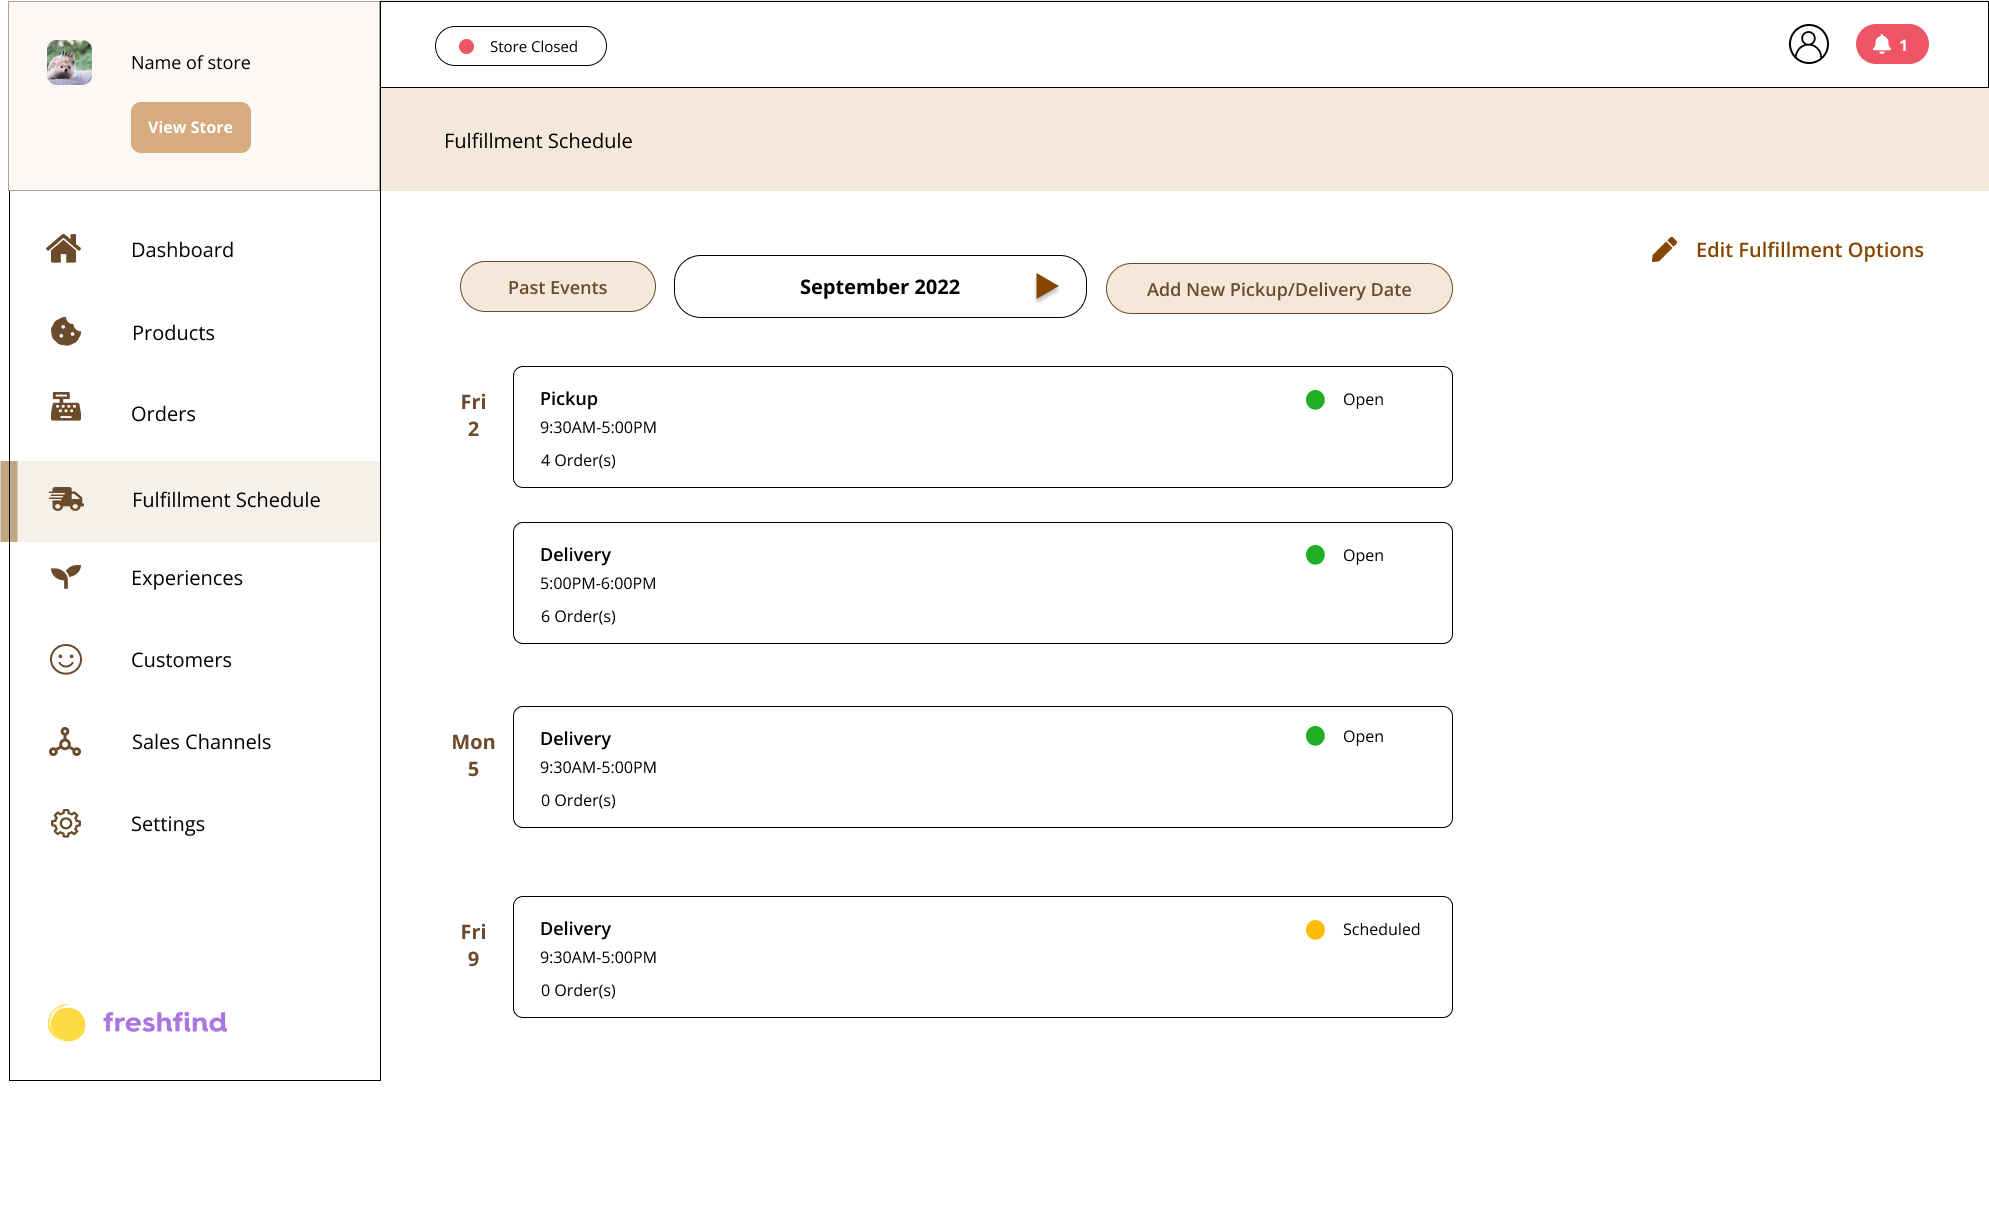 Name of store
View Store
Store Closed
1
Fulfillment Schedule
Dashboard
Products
Orders
Fulfillment Schedule
Experiences
Customers
Sales Channels
Settings
freshfind
Edit Fulfillment Options
Past Events
September 2022
Add New Pickup/Delivery Date
Fri
2
Pickup
9:30AM-5:00PM
4 Order(s)
Open
Delivery
5:00PM-6:00PM
6 Order(s)
Open
Mon
5
Delivery
9:30AM-5:00PM
0 Order(s)
Open
Fri
9
Delivery
9:30AM-5:00PM
0 Order(s)
Scheduled